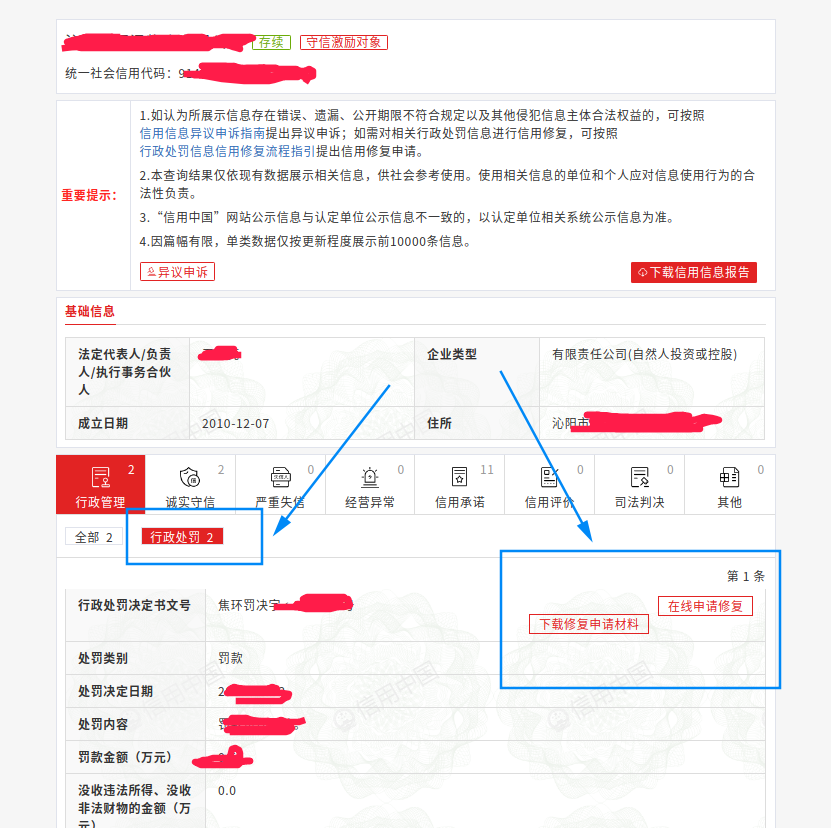 存续 守信激励对象
统一社会信用代码：91
重要提示：
1.如认为所展示信息存在错误、遗漏、公开期限不符合规定以及其他侵犯信息主体合法权益的，可按照
信用信息异议申诉指南提出异议申诉；如需对相关行政处罚信息进行信用修复，可按照
行政处罚信息信用修复流程指引提出信用修复申请。
2.本查询结果仅依现有数据展示相关信息，供社会参考使用。使用相关信息的单位和个人应对信息使用行为的合
法性负责。
3.“信用中国”网站公示信息与认定单位公示信息不一致的，以认定单位相关系统公示信息为准。
4.因篇幅有限，单类数据仅按更新程度展示前10000条信息。
异议申诉 下载信用信息报告
基础信息
法定代表人/负责
人/执行事务合伙
人
企业类型 有限责任公司(自然人投资或控股)
成立日期 2010-12-07 住所 沁阳市
2 2 0 0 11 0 0 0
行政管理 诚实守信 严重失信 经营异常 信用承诺 信用评价 司法判决 其他
全部 2 行政处罚 2
第 1 条
行政处罚决定书文号 焦环罚决字
在线申请修复
下载修复申请材料
处罚类别 罚款
处罚决定日期 2
处罚内容
罚款金额（万元）
没收违法所得、没收
非法财物的金额（万
元）
0.0
信用中国
信用中国